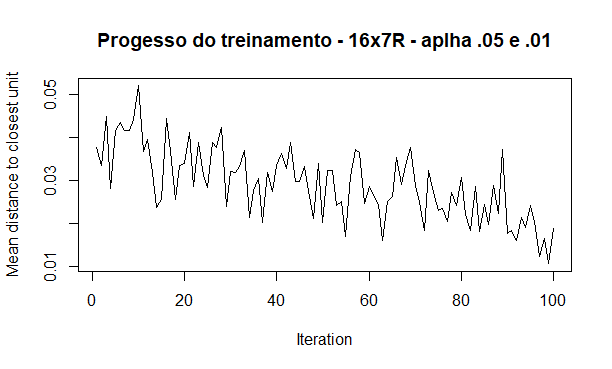 Progesso do treinamento - 16x7R - aplha .05 e .01
Mean distance to closest unit
0.05
0.03
0.01
0 20 40 60 80 100
Iteration